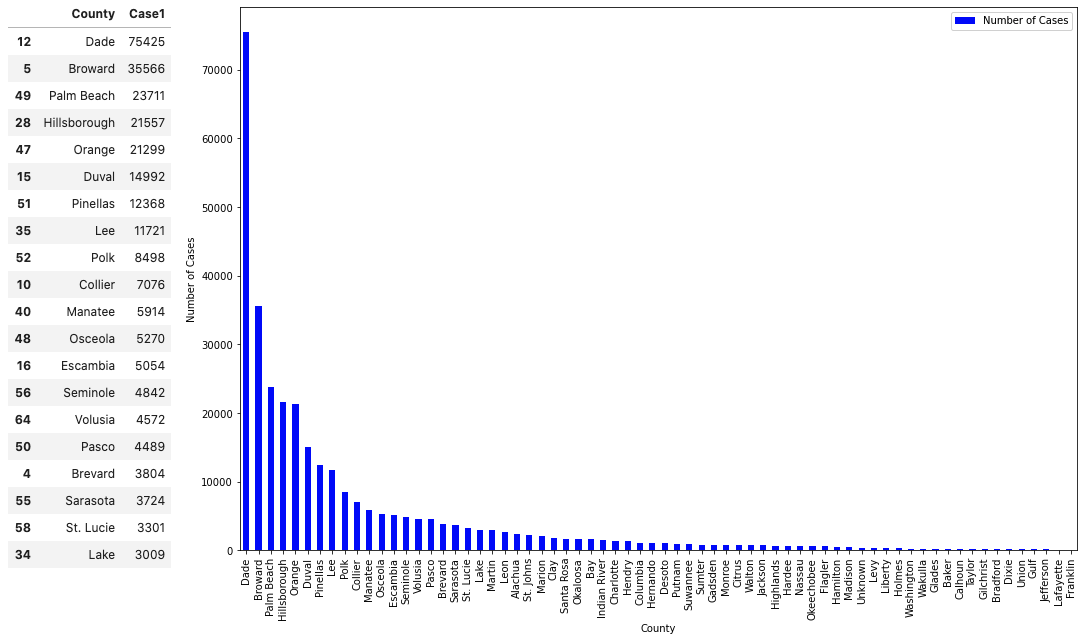 County Case1
12 Dade 75425
5 Broward 35566
49 Palm Beach 23711
28 Hillsborough 21557
47 Orange 21299
15 Duval 14992
51 Pinellas 12368
35 Lee 11721
52 Polk 8498
10 Collier 7076
40 Manatee 5914
48 Osceola 5270
16 Escambia 5054
56 Seminole 4842
64 Volusia 4572
50 Pasco 4489
4 Brevard 3804
55 Sarasota 3724
58 St. Lucie 3301
34 Lake 3009
Number of Cases
Number of Cases
70000
60000
50000
40000
30000
20000
10000
0
Dade
Broward
Palm Beach
Hillsborough
Orange
Duval
Pinellas
Lee
Polk
Collier
Manatee
Osceola
Escambia
Seminole
Volusia
Pasco
Brevard
Sarasota
St. Lucie
Lake
Martin
Leon
Alachua
St. Johns
Marion
Clay
Santa Rosa
Okaloosa
Bay
Indian River
Charlotte
Hendry
Columbia
Hernando
Desoto
Putnam
Suwannee
Sumter
Gadsden
Monroe
Citrus
Walton
Jackson
Highlands
Hardee
Nassau
Okeechobee
Flagler
Hamilton
Madison
Unknown
Levy
Liberty
Holmes
Washington
Wakulla
Glades
Baker
Calhoun
Taylor
Gilchrist
Bradford
Dixie
Union
Gulf
Jefferson
Lafayette
Franklin
County